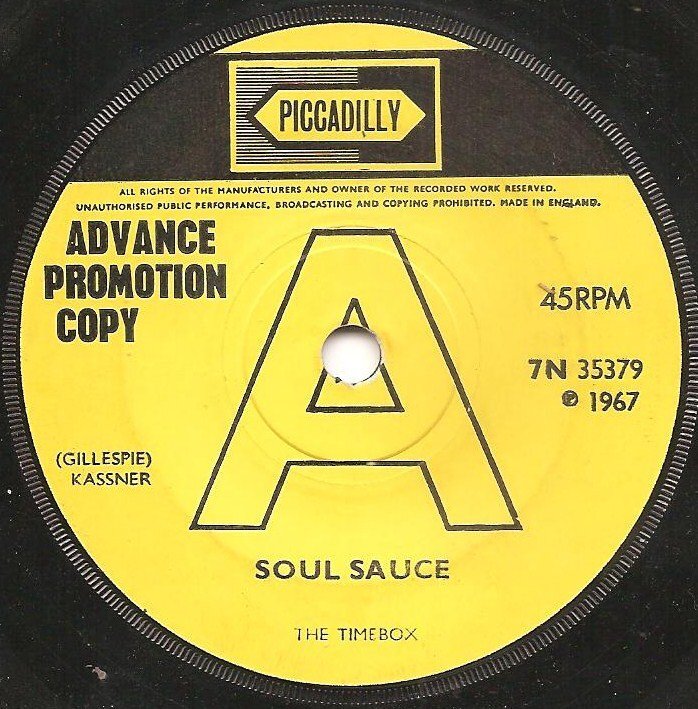 PICCADILLY
ALL RIGHTS OF THE MANUFACTURERS AND OWNER OF THE RECORDED WORK RESERVED.
UNAUTHORISED PUBLIC PERFORMANCE, BROADCASTING AND COPYING PROHIBITED. MADE IN ENGLAND.
ADVANCE
PROMOTION
COPY
A
45RPM
7N 35379
℗ 1967
(GILLESPIE)
KASSNER
SOUL SAUCE
THE TIMEBOX